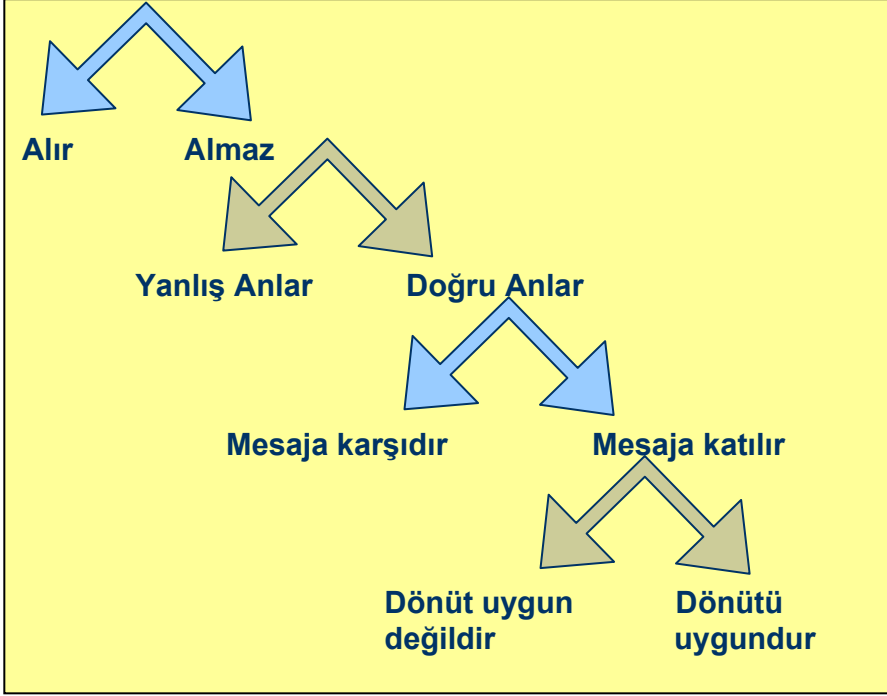 Alır Almaz
Yanlış Anlar Doğru Anlar
Mesaja karşıdır Mesaja katılır
Dönüt uygun
değildir
Dönütü
uygundur